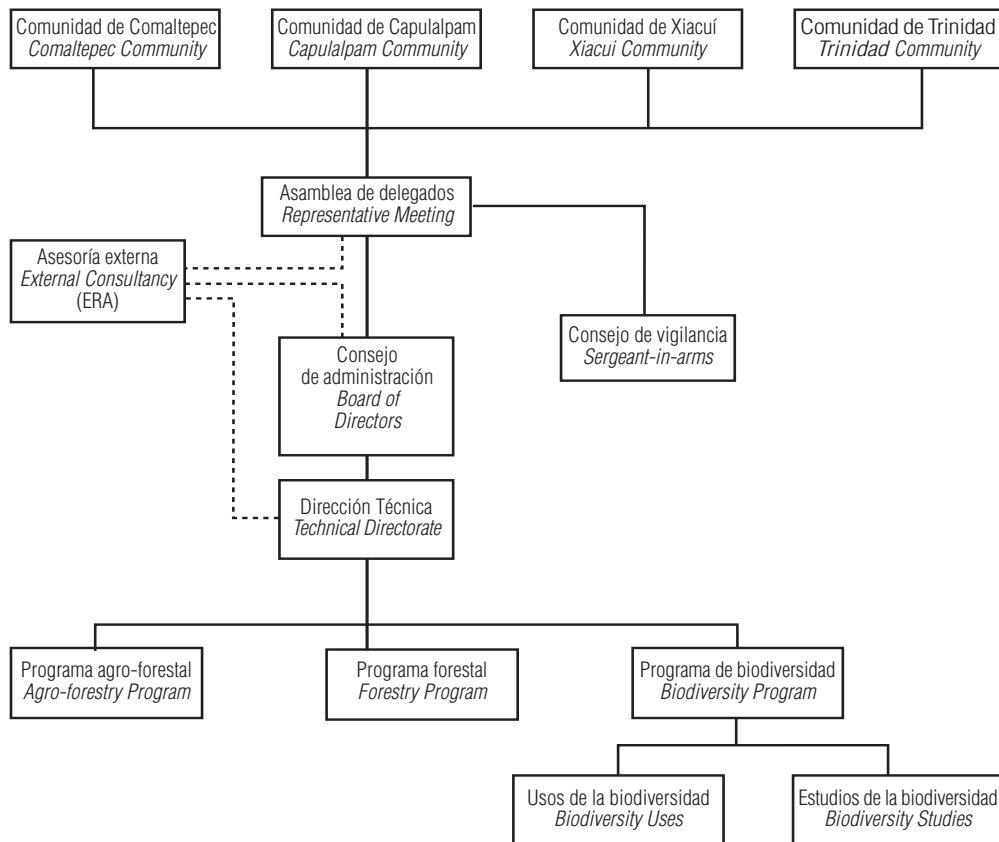 Comunidad de Comaltepec
Comaltepec Community
Comunidad de Capulalpam
Capulalpam Community
Comunidad de Xiacuí
Xiacui Community
Comunidad de Trinidad
Trinidad Community
Asamblea de delegados
Representative Meeting
Asesoría externa
External Consultancy
(ERA)
Consejo de vigilancia
Sergeant-in-arms
Consejo
de administración
Board of
Directors
Dirección Técnica
Technical Directorate
Programa agro-forestal
Agro-forestry Program
Programa forestal
Forestry Program
Programa de biodiversidad
Biodiversity Program
Usos de la biodiversidad
Biodiversity Uses
Estudios de la biodiversidad
Biodiversity Studies